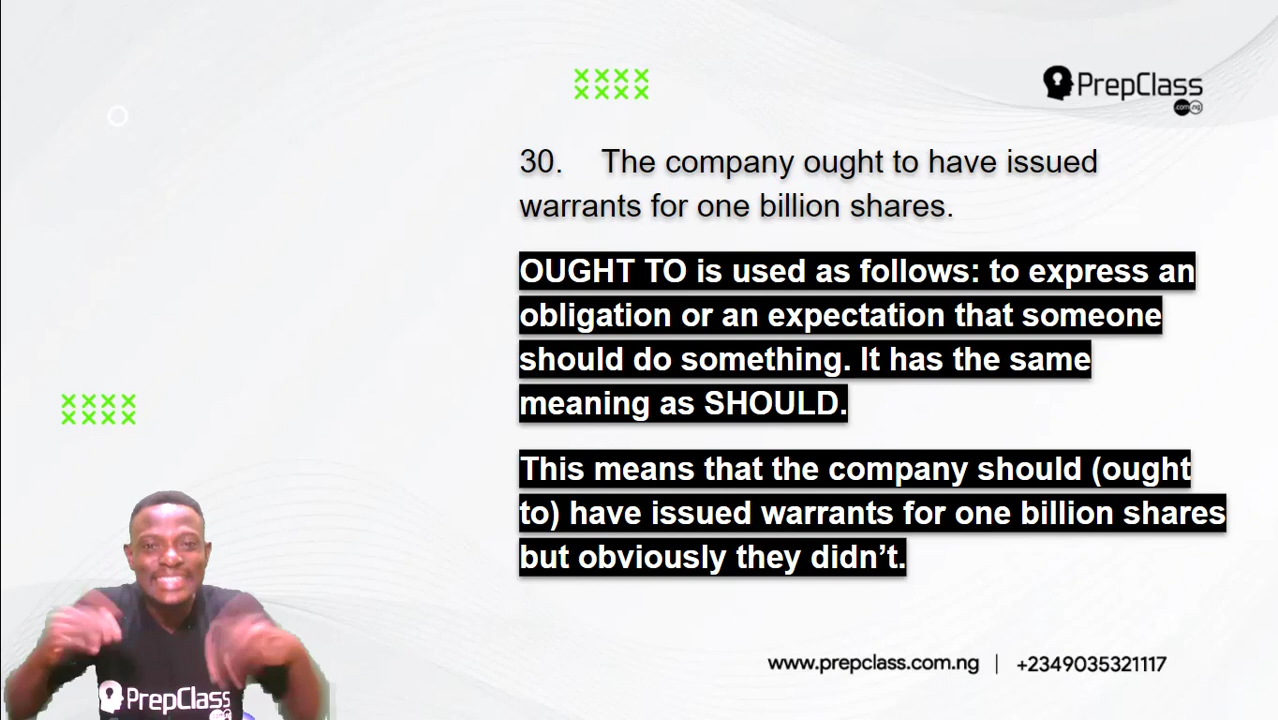 PrepClass
.com.ng
30. The company ought to have issued
warrants for one billion shares.
OUGHT TO is used as follows: to express an
obligation or an expectation that someone
should do something. It has the same
meaning as SHOULD.
This means that the company should (ought
to) have issued warrants for one billion shares
but obviously they didn’t.
www.prepclass.com.ng | +2349035321117
PrepClass